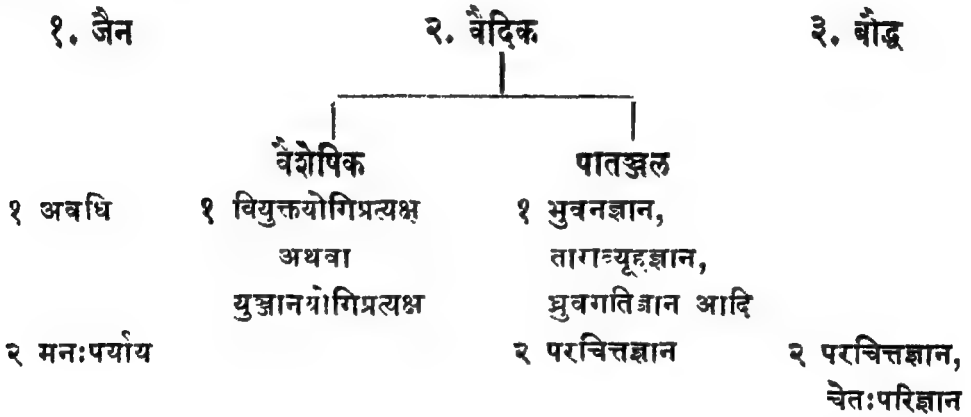 १. जैन २. वैदिक ३. बौद्ध
वैशेषिक पातञ्जल
१ अवधि १ वियुक्तयोगिप्रत्यक्ष १ भुवनज्ञान,
अथवा ताराव्यूहज्ञान,
युञ्जानयोगिप्रत्यक्ष ध्रुवगतिज्ञान आदि
२ मनःपर्याय २ परचित्तज्ञान २ परचित्तज्ञान,
चेतःपरिज्ञान